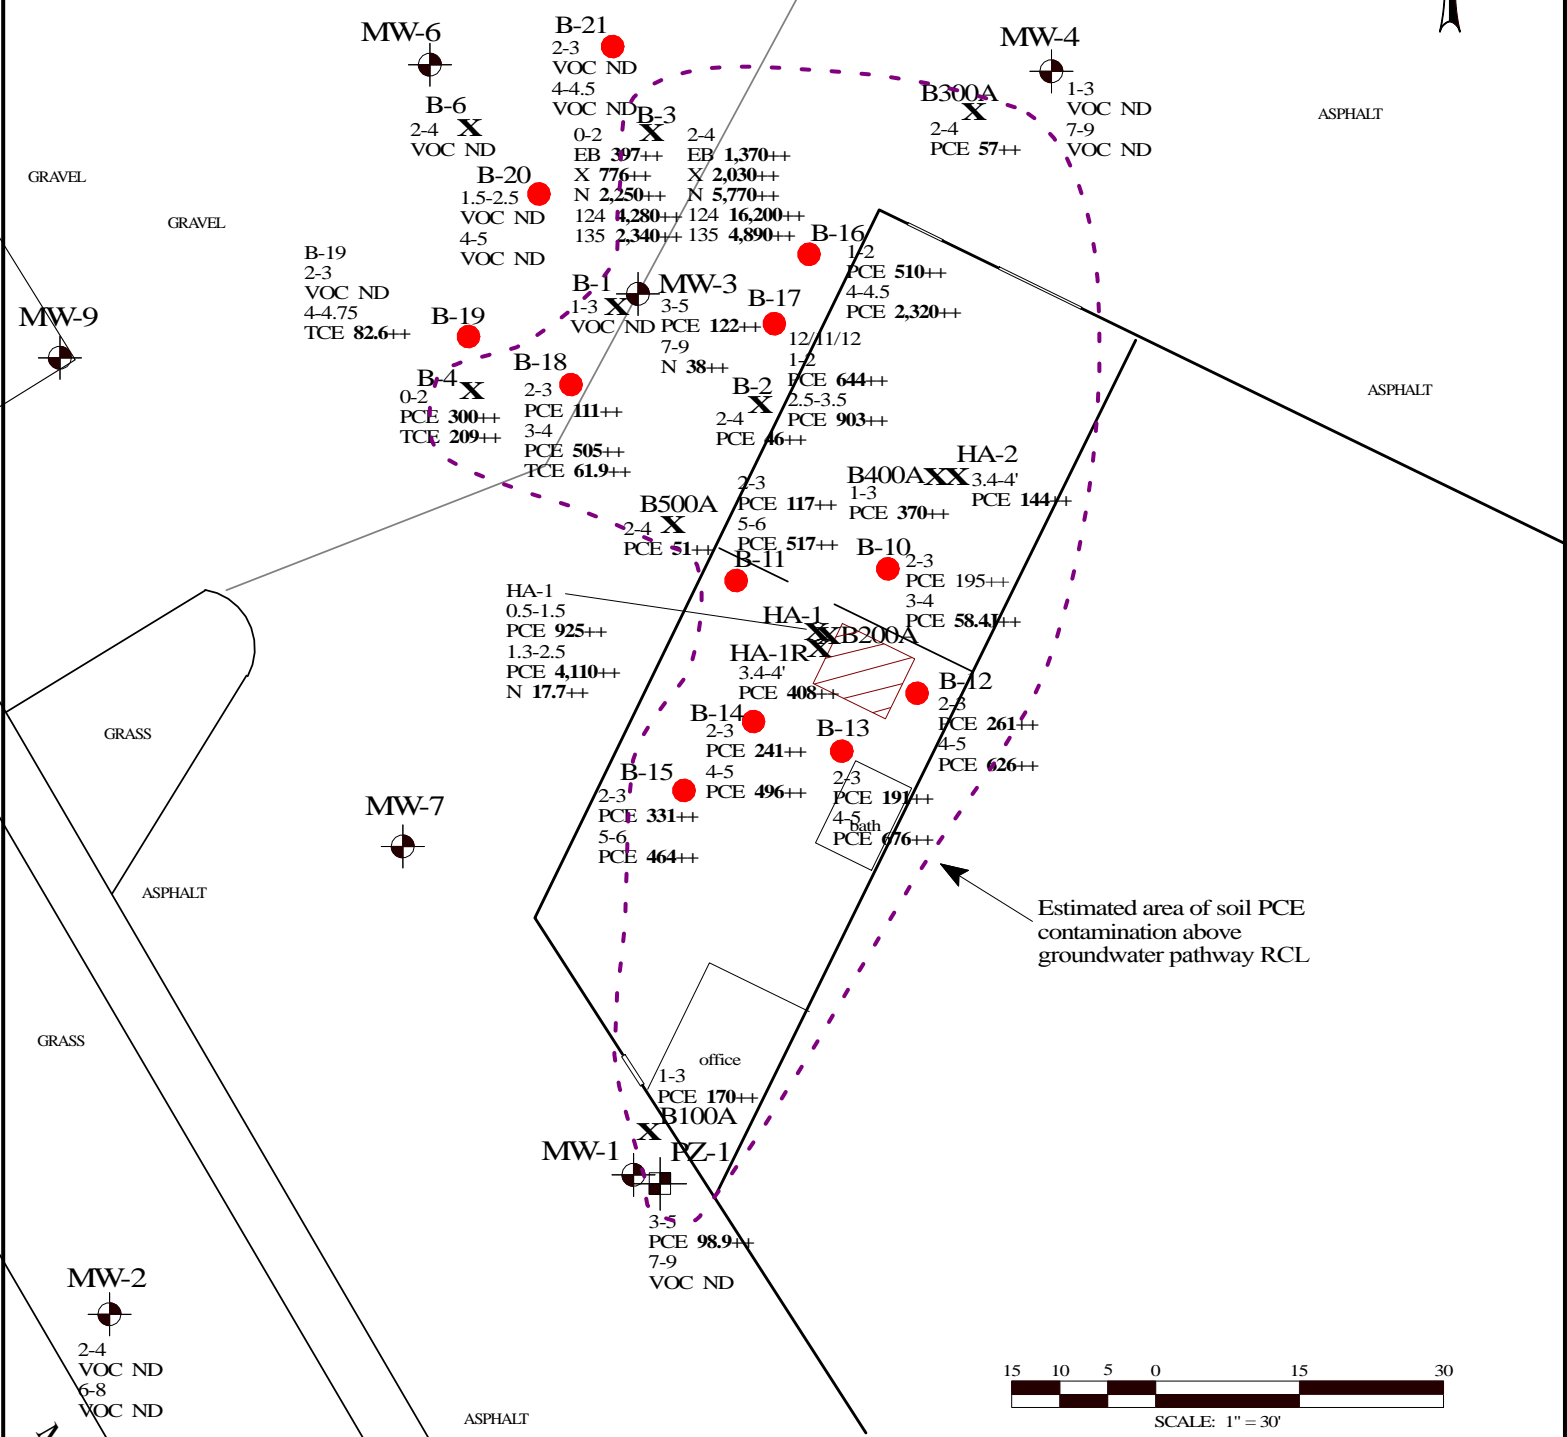 MW-6
B-21
2-3
VOC ND
4-4.5
VOC ND
MW-4
1-3
VOC ND
7-9
VOC ND
B300A
X
2-4
PCE 57++
ASPHALT
B-6
X
2-4
VOC ND
B-3
X
0-2
EB 397++
X 776++
N 2,250++
124 4,280++
135 2,340++
2-4
EB 1,370++
X 2,030++
N 5,770++
124 16,200++
135 4,890++
GRAVEL
GRAVEL
B-20
1.5-2.5
VOC ND
4-5
VOC ND
B-16
1-2
PCE 510++
4-4.5
PCE 2,320++
B-19
2-3
VOC ND
4-4.75
TCE 82.6++
MW-9
B-19
B-1
X
1-3
VOC ND
MW-3
3-5
PCE 122++
7-9
N 38++
B-17
12/11/12
1-2
PCE 644++
2.5-3.5
PCE 903++
B-4
X
0-2
PCE 300++
TCE 209++
B-18
2-3
PCE 111++
3-4
PCE 505++
TCE 61.9++
B-2
X
2-4
PCE 46++
ASPHALT
B400A
X
1-3
PCE 370++
HA-2
X
3.4-4'
PCE 144++
B500A
X
2-4
PCE 51++
2-3
PCE 117++
5-6
PCE 517++
B-11
B-10
2-3
PCE 195++
3-4
PCE 58.4J++
HA-1
0.5-1.5
PCE 925++
1.3-2.5
PCE 4,110++
N 17.7++
HA-1
X
X
B200A
HA-1R
X
3.4-4'
PCE 408++
B-12
2-3
PCE 261++
4-5
PCE 626++
B-14
2-3
PCE 241++
4-5
PCE 496++
B-13
2-3
PCE 191++
4-5
PCE 676++
bath
B-15
2-3
PCE 331++
5-6
PCE 464++
GRASS
MW-7
ASPHALT
Estimated area of soil PCE
contamination above
groundwater pathway RCL
GRASS
office
1-3
PCE 170++
B100A
X
MW-1
PZ-1
3-5
PCE 98.9++
7-9
VOC ND
MW-2
2-4
VOC ND
6-8
VOC ND
ASPHALT
15 10 5 0 15 30
SCALE: 1" = 30'